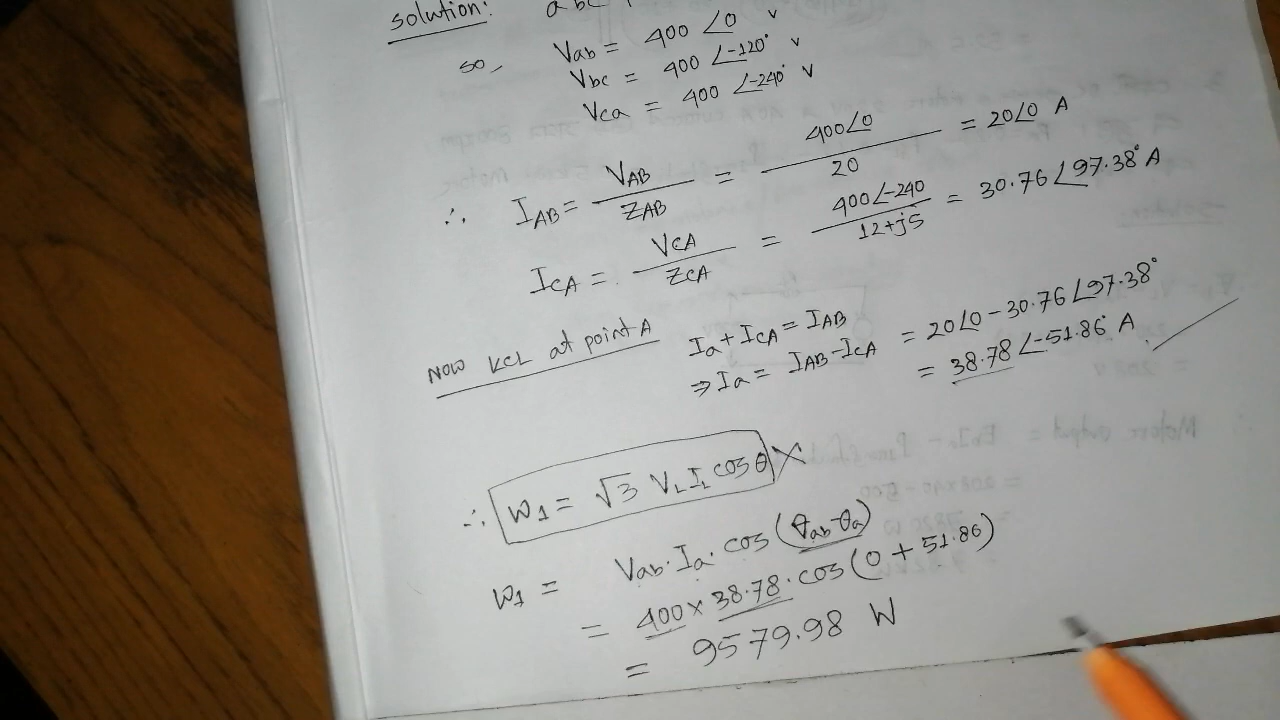 solution: abc
so, Vab = 400 ∠0 v
Vbc = 400 ∠-120° v
Vca = 400 ∠-240° v
∴ IAB = VAB / ZAB = 400∠0 / 20 = 20∠0 A
ICA = VCA / ZCA = 400∠-240 / 12+j5 = 30.76 ∠97.38° A
NOW KCL at point A Ia + ICA = IAB
⇒ Ia = IAB - ICA = 20∠0 - 30.76 ∠97.38°
= 38.78 ∠-51.86° A
∴ W1 = √3 VL IL cosθ X
W1 = Vab. Ia. cos (θab-θa)
= 400 x 38.78. cos (0 + 51.86)
= 9579.98 W